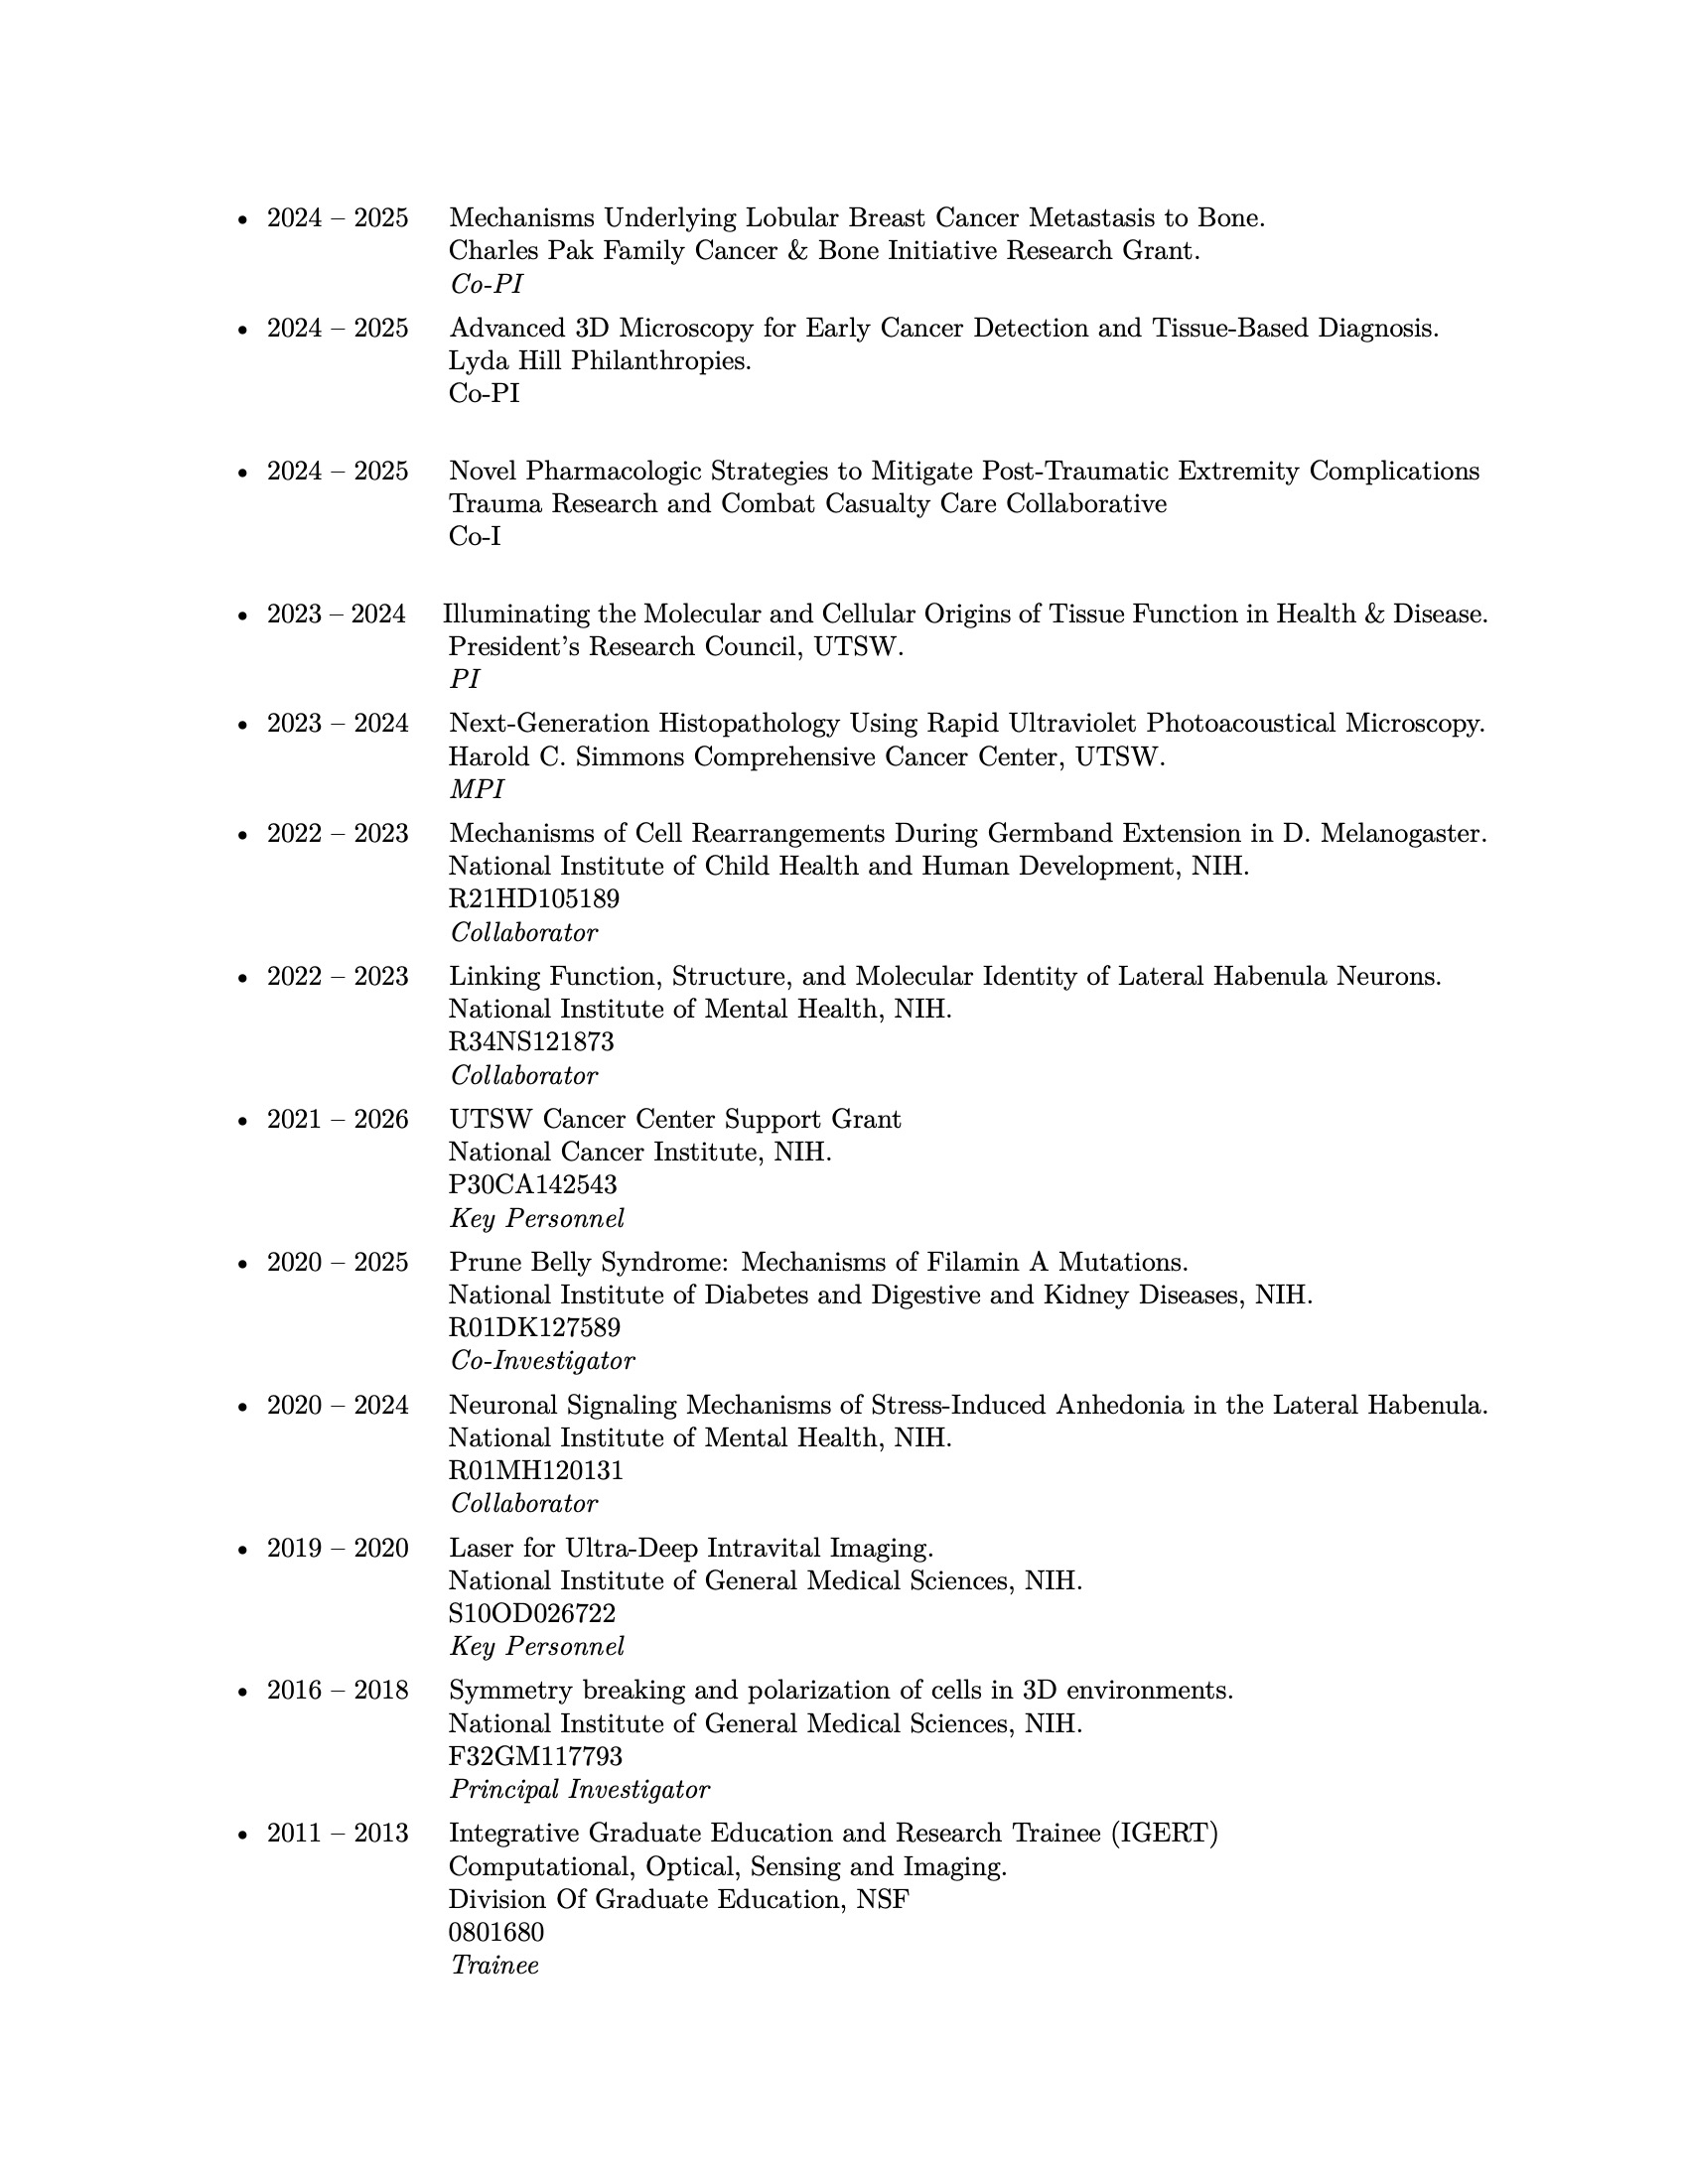 • 2024 – 2025 Mechanisms Underlying Lobular Breast Cancer Metastasis to Bone.
Charles Pak Family Cancer & Bone Initiative Research Grant.
Co-PI
• 2024 – 2025 Advanced 3D Microscopy for Early Cancer Detection and Tissue-Based Diagnosis.
Lyda Hill Philanthropies.
Co-PI
• 2024 – 2025 Novel Pharmacologic Strategies to Mitigate Post-Traumatic Extremity Complications
Trauma Research and Combat Casualty Care Collaborative
Co-I
• 2023 – 2024 Illuminating the Molecular and Cellular Origins of Tissue Function in Health & Disease.
President’s Research Council, UTSW.
PI
• 2023 – 2024 Next-Generation Histopathology Using Rapid Ultraviolet Photoacoustical Microscopy.
Harold C. Simmons Comprehensive Cancer Center, UTSW.
MPI
• 2022 – 2023 Mechanisms of Cell Rearrangements During Germband Extension in D. Melanogaster.
National Institute of Child Health and Human Development, NIH.
R21HD105189
Collaborator
• 2022 – 2023 Linking Function, Structure, and Molecular Identity of Lateral Habenula Neurons.
National Institute of Mental Health, NIH.
R34NS121873
Collaborator
• 2021 – 2026 UTSW Cancer Center Support Grant
National Cancer Institute, NIH.
P30CA142543
Key Personnel
• 2020 – 2025 Prune Belly Syndrome: Mechanisms of Filamin A Mutations.
National Institute of Diabetes and Digestive and Kidney Diseases, NIH.
R01DK127589
Co-Investigator
• 2020 – 2024 Neuronal Signaling Mechanisms of Stress-Induced Anhedonia in the Lateral Habenula.
National Institute of Mental Health, NIH.
R01MH120131
Collaborator
• 2019 – 2020 Laser for Ultra-Deep Intravital Imaging.
National Institute of General Medical Sciences, NIH.
S10OD026722
Key Personnel
• 2016 – 2018 Symmetry breaking and polarization of cells in 3D environments.
National Institute of General Medical Sciences, NIH.
F32GM117793
Principal Investigator
• 2011 – 2013 Integrative Graduate Education and Research Trainee (IGERT)
Computational, Optical, Sensing and Imaging.
Division Of Graduate Education, NSF
0801680
Trainee